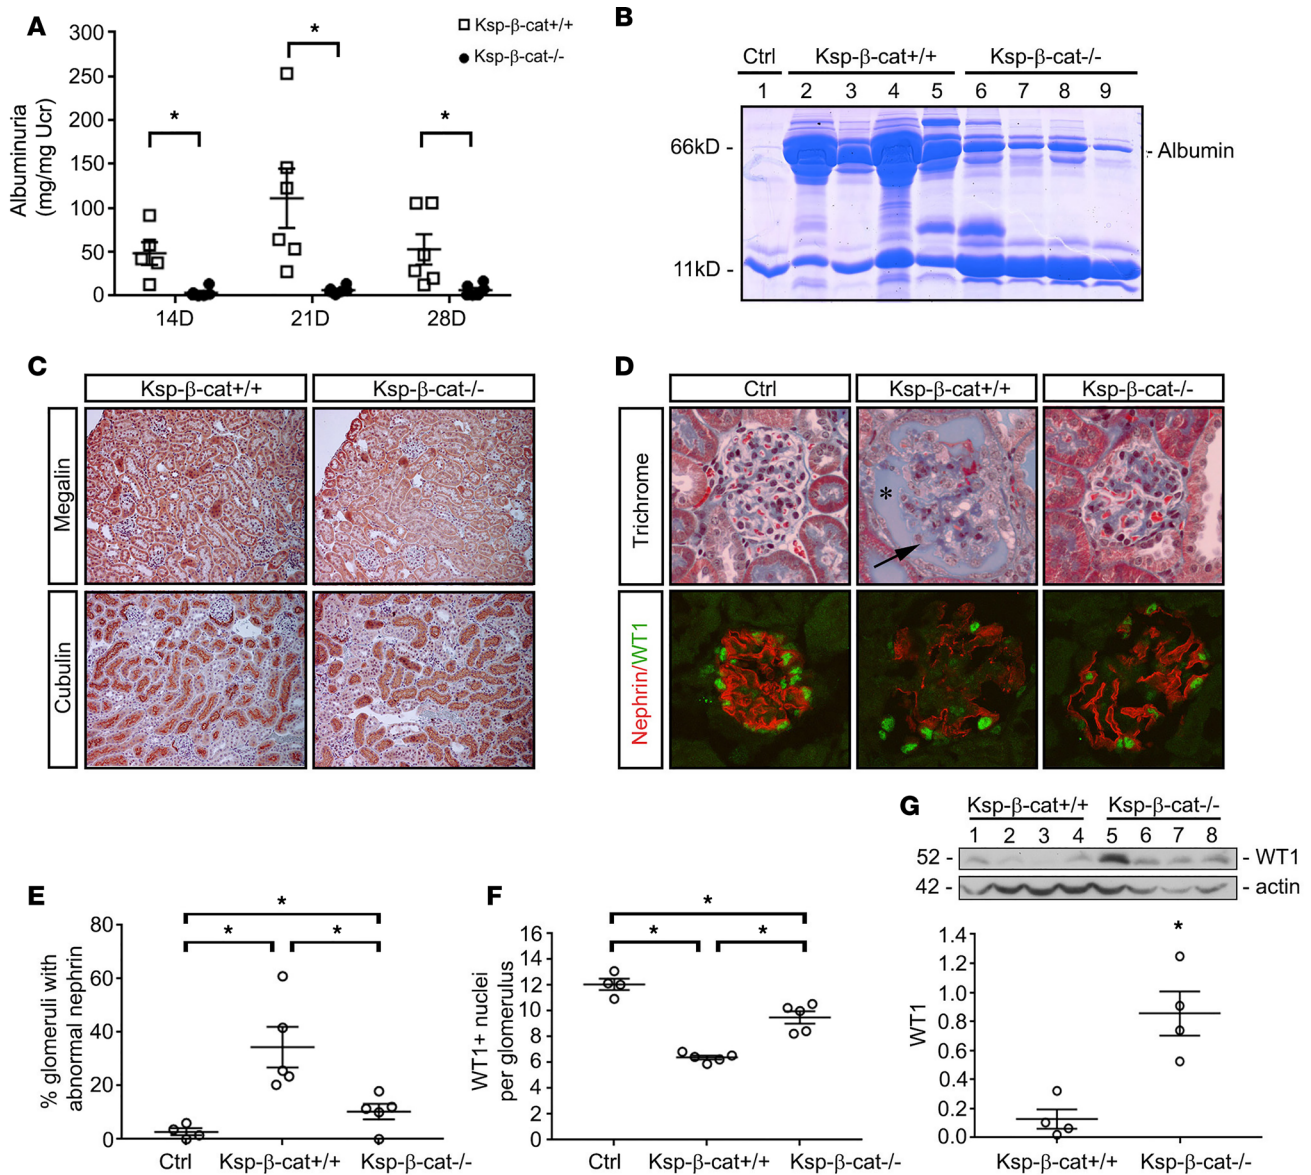 A
300
250
200
150
100
50
0
Albuminuria
(mg/mg Ucr)
Ksp-β-cat+/+
Ksp-β-cat-/-
*
*
*
14D
21D
28D
B
Ctrl
Ksp-β-cat+/+
Ksp-β-cat-/-
1 2 3 4 5 6 7 8 9
66kD -
- Albumin
11kD -
C
Ksp-β-cat+/+
Ksp-β-cat-/-
Megalin
Cubulin
D
Ctrl
Ksp-β-cat+/+
Ksp-β-cat-/-
Trichrome
*
Nephrin/WT1
E
% glomeruli with
abnormal nephrin
80
60
40
20
0
*
* *
Ctrl
Ksp-β-cat+/+
Ksp-β-cat-/-
F
WT1+ nuclei
per glomerulus
16
14
12
10
8
6
4
2
0
*
* *
Ctrl
Ksp-β-cat+/+
Ksp-β-cat-/-
G
Ksp-β-cat+/+
Ksp-β-cat-/-
1 2 3 4 5 6 7 8
52 -
- WT1
42 -
- actin
WT1
1.4
1.2
1.0
0.8
0.6
0.4
0.2
0.0
*
Ksp-β-cat+/+
Ksp-β-cat-/-